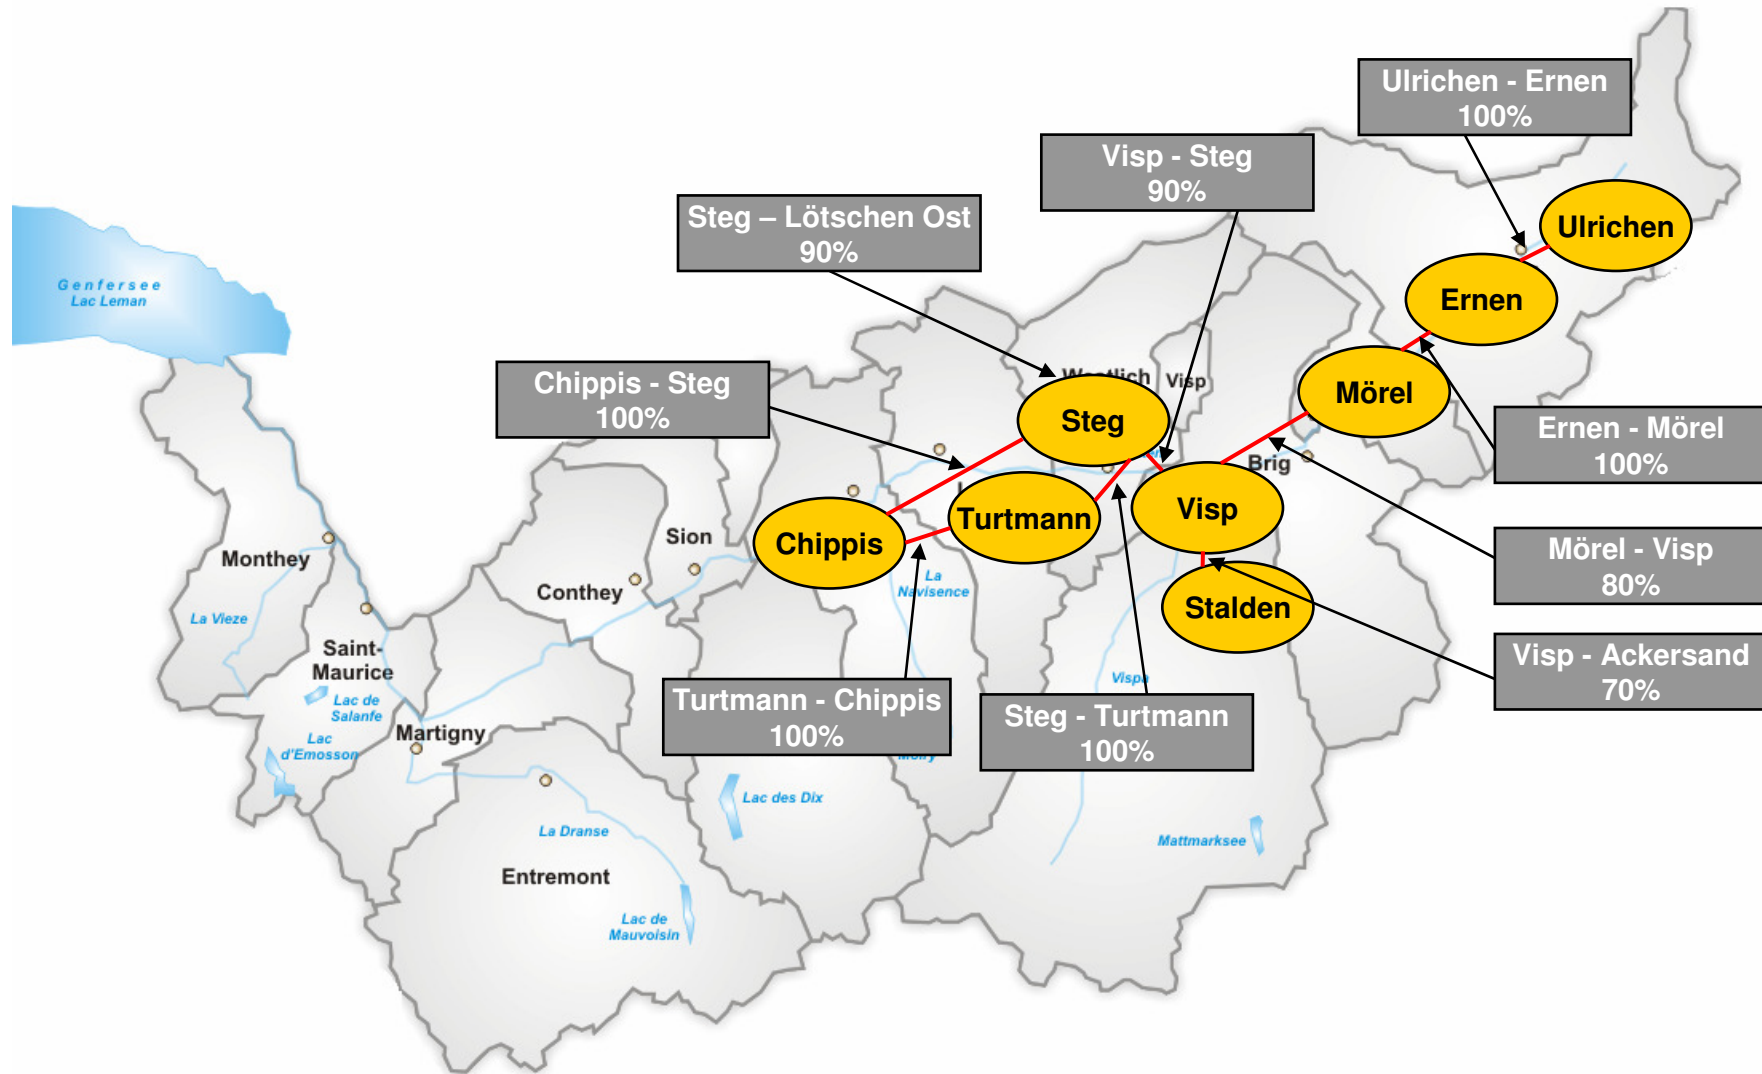 Ulrichen - Ernen
100%
Visp - Steg
90%
Steg – Lötschen Ost
90%
Ulrichen
Genfersee
Lac Leman
Ernen
Chippis - Steg
100%
Visp
Mörel
Steg
Ernen - Mörel
100%
Brig
Turtmann
Visp
Chippis
Sion
Monthey
Conthey
La
Navisence
Mörel - Visp
80%
Stalden
La Vieze
Saint-
Maurice
Visp - Ackersand
70%
Vispa
Lac de
Salanfe
Turtmann - Chippis
100%
Steg - Turtmann
100%
Martigny
Lac
d'Emosson
Lac des Dix
La Dranse
Mattmarksee
Entremont
Lac de
Mauvoisin